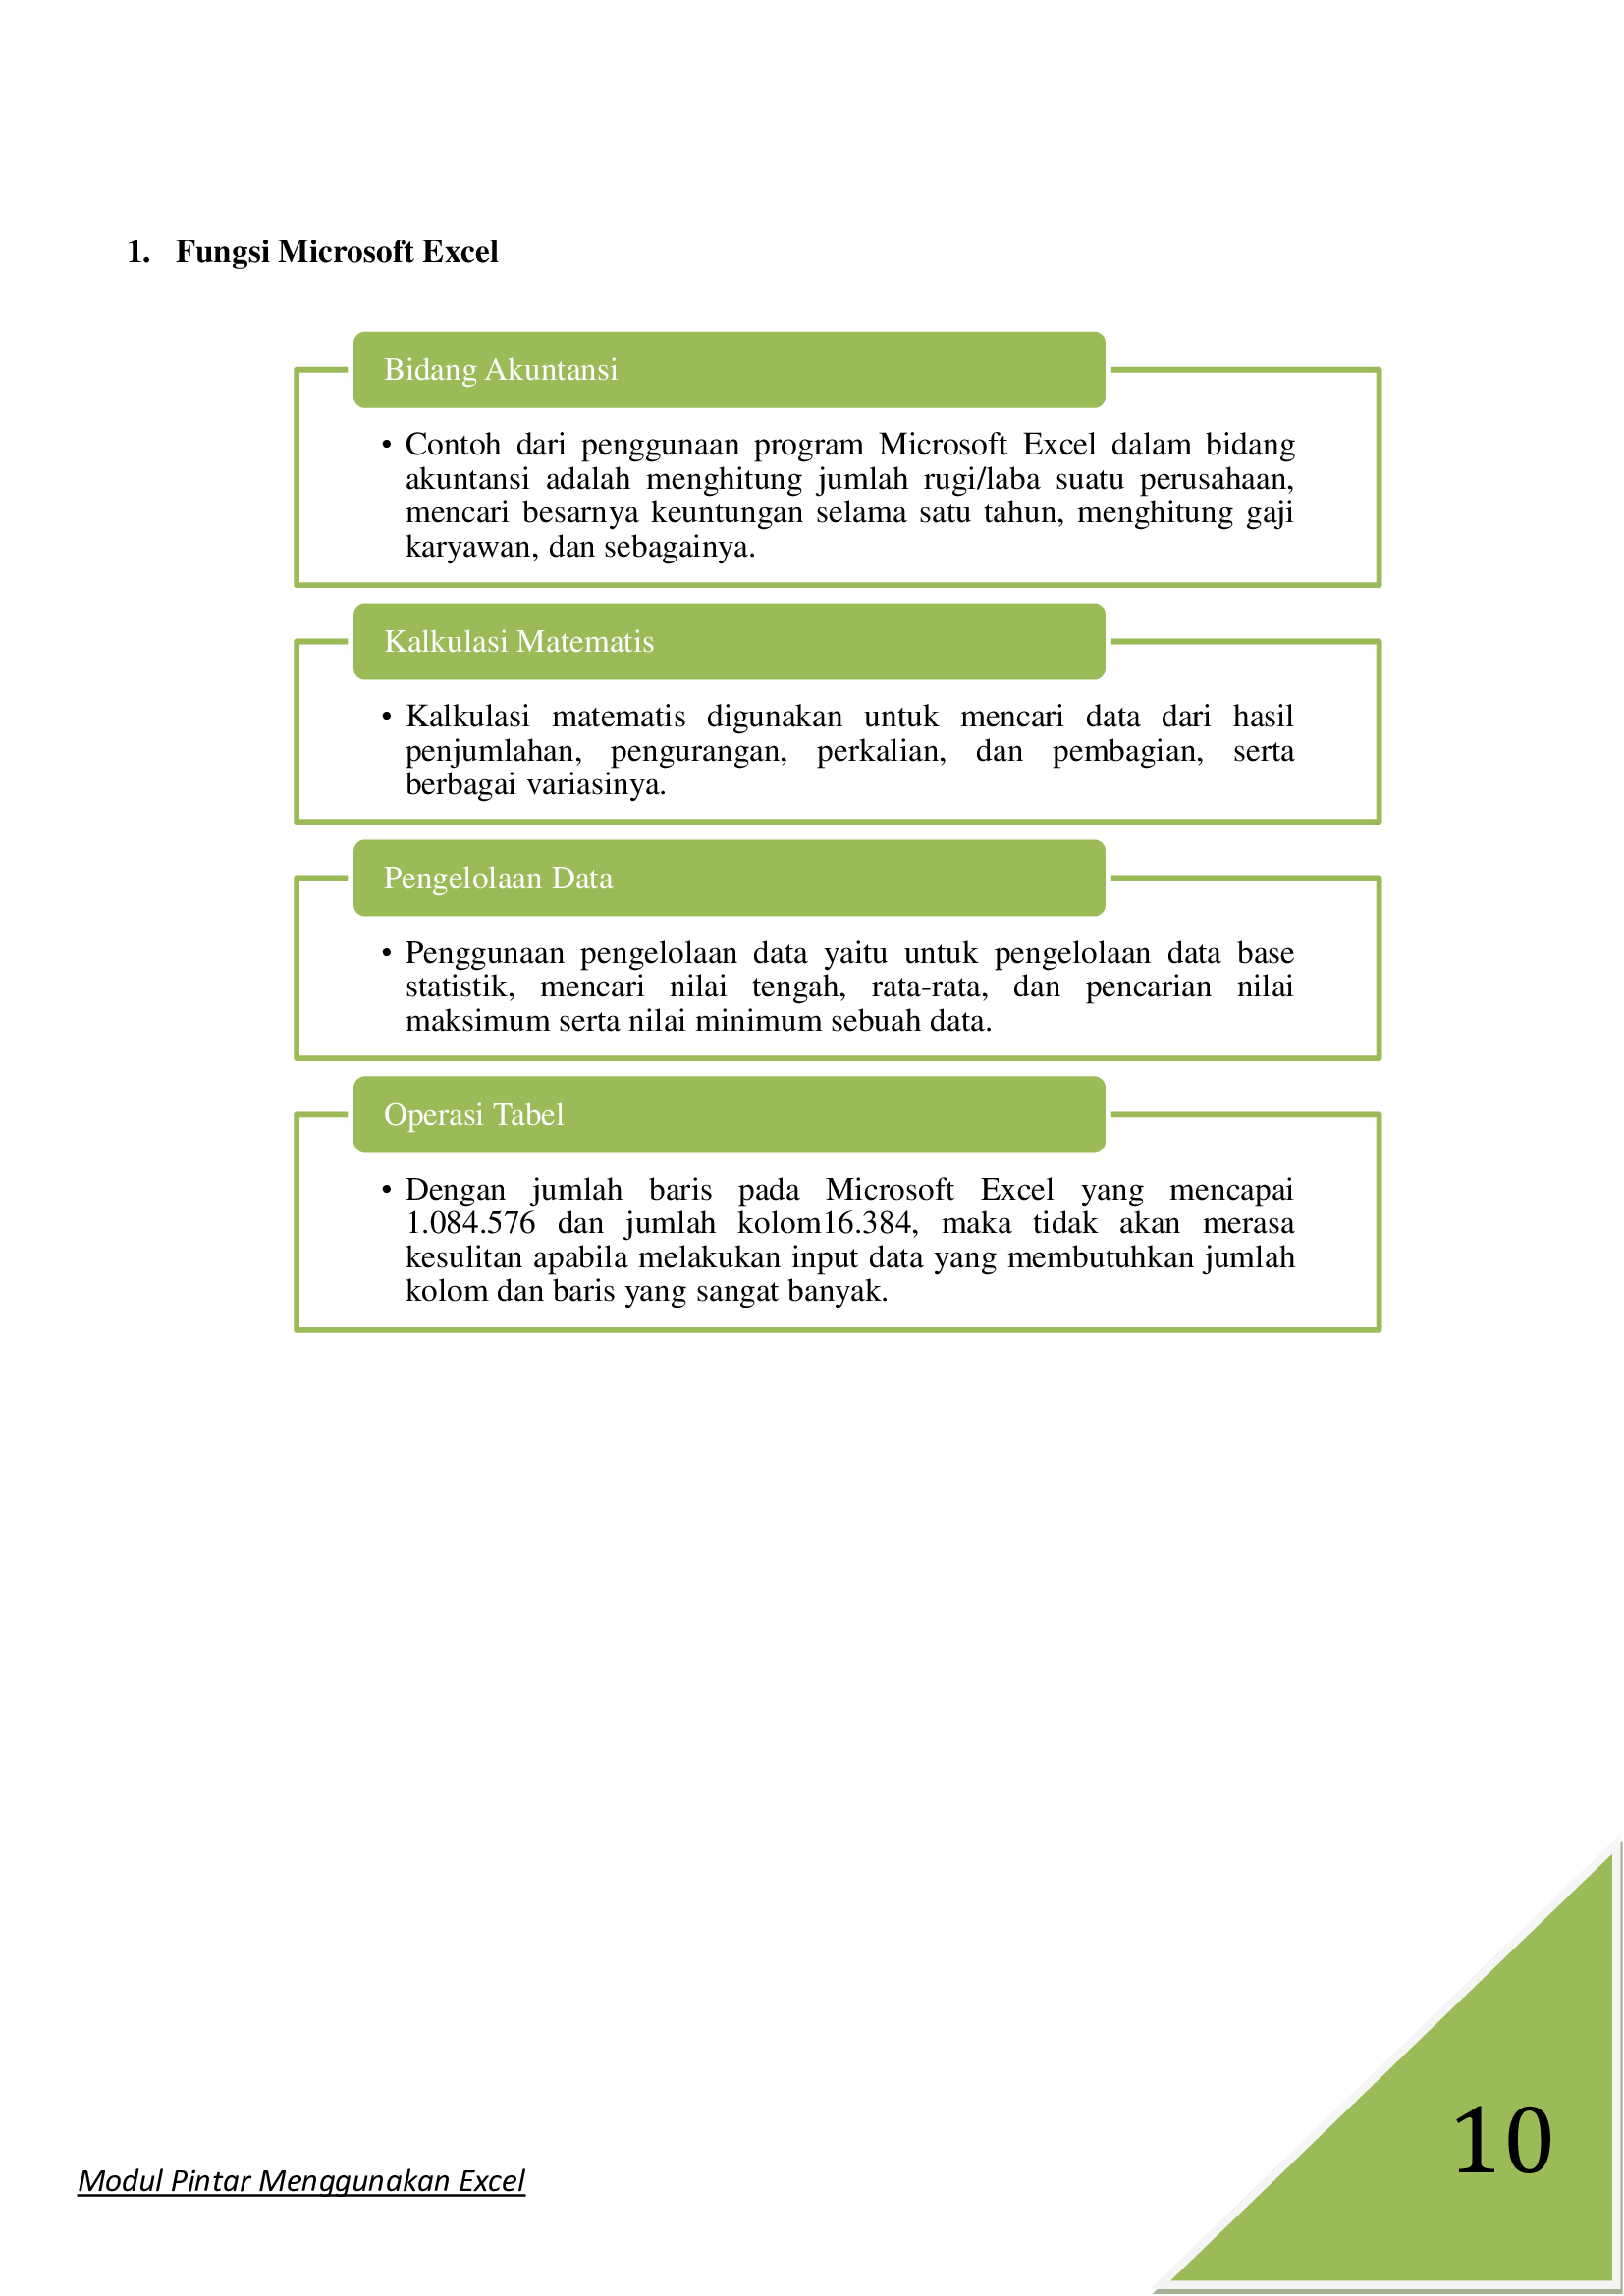 1. Fungsi Microsoft Excel
Bidang Akuntansi
• Contoh dari penggunaan program Microsoft Excel dalam bidang
akuntansi adalah menghitung jumlah rugi/laba suatu perusahaan,
mencari besarnya keuntungan selama satu tahun, menghitung gaji
karyawan, dan sebagainya.
Kalkulasi Matematis
• Kalkulasi matematis digunakan untuk mencari data dari hasil
penjumlahan, pengurangan, perkalian, dan pembagian, serta
berbagai variasinya.
Pengelolaan Data
• Penggunaan pengelolaan data yaitu untuk pengelolaan data base
statistik, mencari nilai tengah, rata-rata, dan pencarian nilai
maksimum serta nilai minimum sebuah data.
Operasi Tabel
• Dengan jumlah baris pada Microsoft Excel yang mencapai
1.084.576 dan jumlah kolom16.384, maka tidak akan merasa
kesulitan apabila melakukan input data yang membutuhkan jumlah
kolom dan baris yang sangat banyak.
10
Modul Pintar Menggunakan Excel